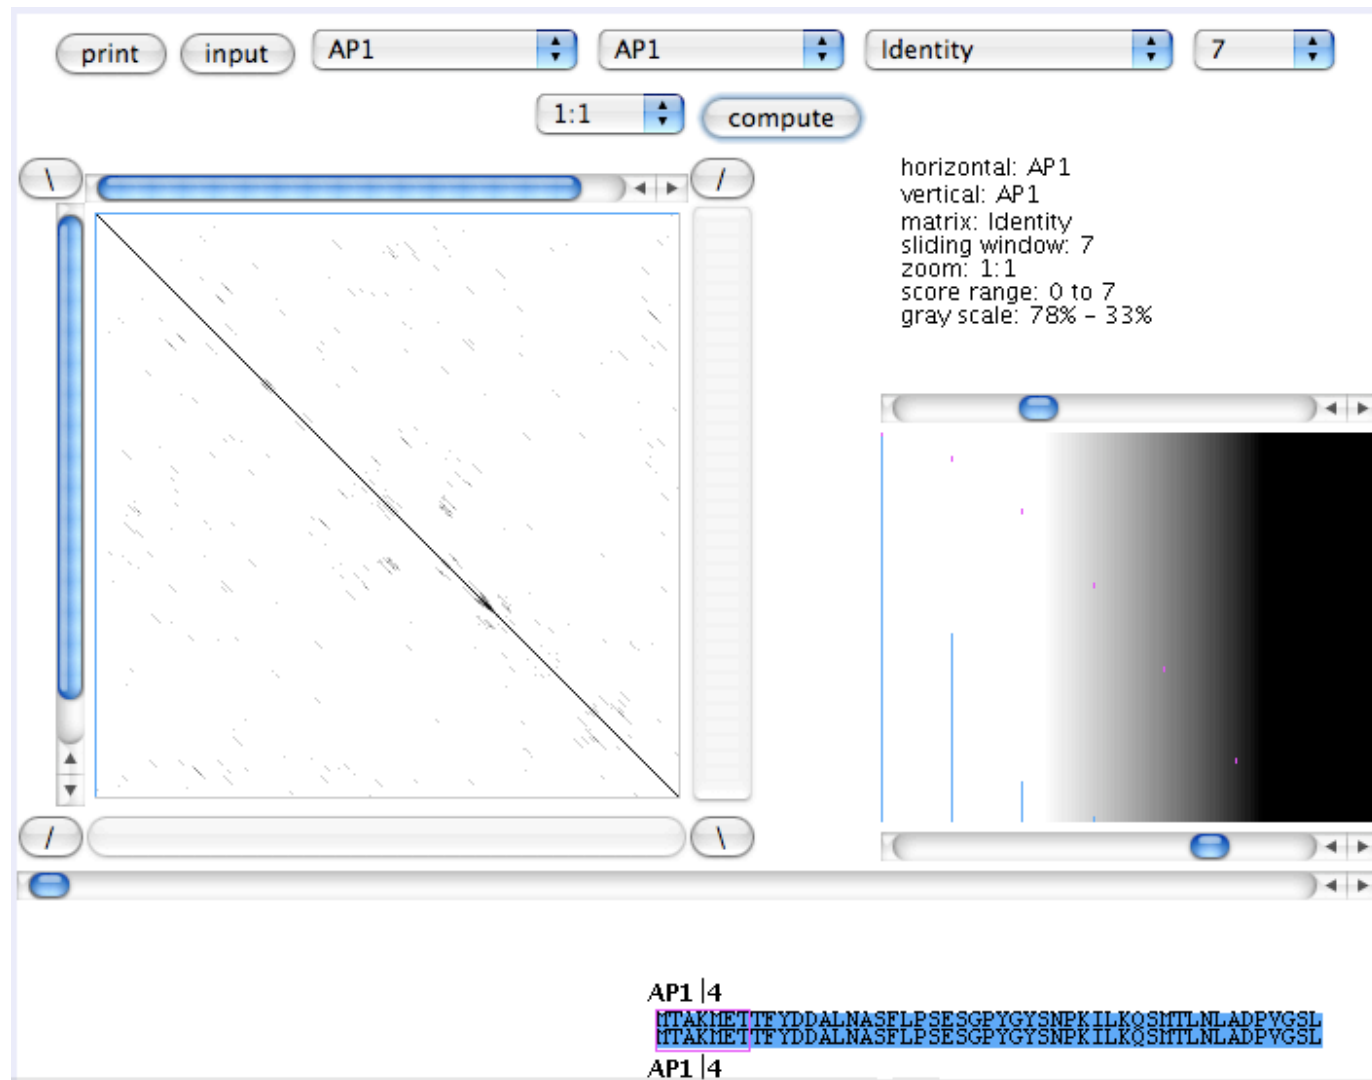 print input AP1 AP1 Identity 7
1:1 compute
\ /
horizontal: AP1
vertical: AP1
matrix: Identity
sliding window: 7
zoom: 1:1
score range: 0 to 7
gray scale: 78% - 33%
/ \
AP1 |4
MTAKMETTFYDDALNASFLPSESGPYGYSNPKILKQSMTLNLADPVGSL
MTAKMETTFYDDALNASFLPSESGPYGYSNPKILKQSMTLNLADPVGSL
AP1 |4